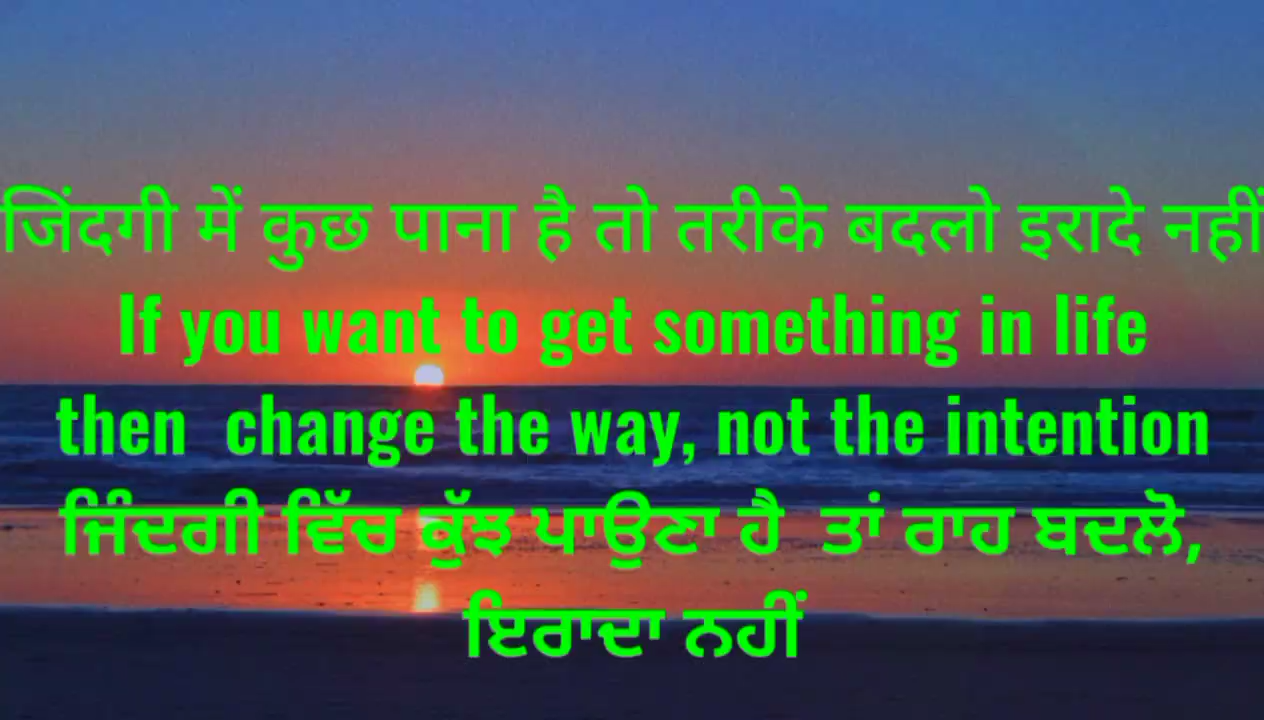 जिंदगी में कुछ पाना है तो तरीके बदलो इरादे नहीं
If you want to get something in life
then  change the way, not the intention
ਜਿੰਦਗੀ ਵਿੱਚ ਕੁੱਝ ਪਾਉਣਾ ਹੈ  ਤਾਂ ਰਾਹ ਬਦਲੋ,
ਇਰਾਦਾ ਨਹੀਂ